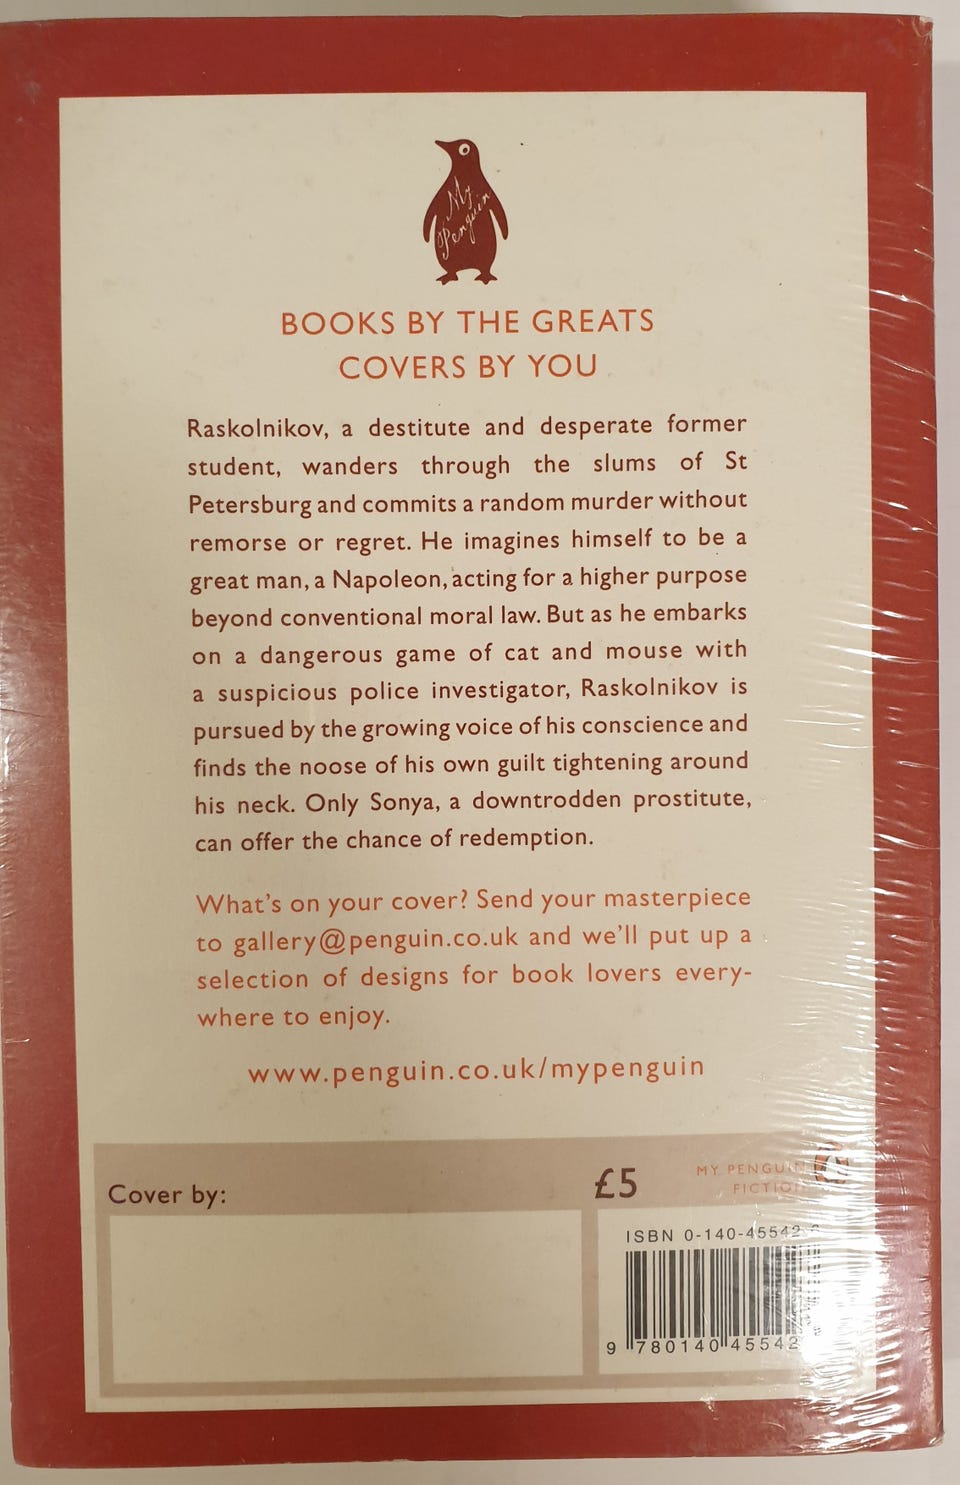 My
Penguin
BOOKS BY THE GREATS
COVERS BY YOU
Raskolnikov, a destitute and desperate former
student, wanders through the slums of St
Petersburg and commits a random murder without
remorse or regret. He imagines himself to be a
great man, a Napoleon, acting for a higher purpose
beyond conventional moral law. But as he embarks
on a dangerous game of cat and mouse with
a suspicious police investigator, Raskolnikov is
pursued by the growing voice of his conscience and
finds the noose of his own guilt tightening around
his neck. Only Sonya, a downtrodden prostitute,
can offer the chance of redemption.
What's on your cover? Send your masterpiece
to gallery@penguin.co.uk and we'll put up a
selection of designs for book lovers every-
where to enjoy.
www.penguin.co.uk/mypenguin
Cover by:
£5
MY PENGUIN
FICTION
ISBN 0-140-45542
9 780140 45542